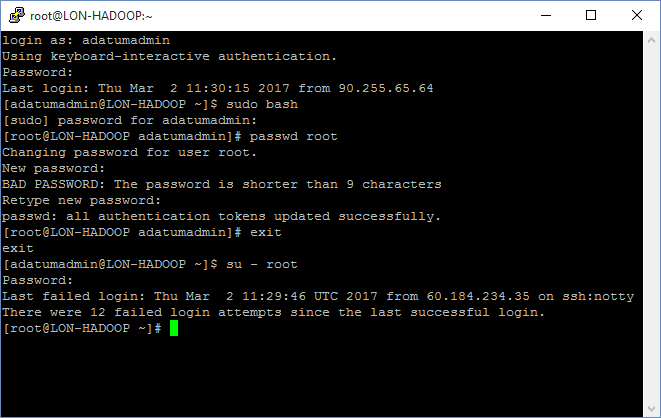 root@LON-HADOOP:~
login as: adatumadmin
Using keyboard-interactive authentication.
Password:
Last login: Thu Mar  2 11:30:15 2017 from 90.255.65.64
[adatumadmin@LON-HADOOP ~]$ sudo bash
[sudo] password for adatumadmin:
[root@LON-HADOOP adatumadmin]# passwd root
Changing password for user root.
New password:
BAD PASSWORD: The password is shorter than 9 characters
Retype new password:
passwd: all authentication tokens updated successfully.
[root@LON-HADOOP adatumadmin]# exit
exit
[adatumadmin@LON-HADOOP ~]$ su - root
Password:
Last failed login: Thu Mar  2 11:29:46 UTC 2017 from 60.184.234.35 on ssh:notty
There were 12 failed login attempts since the last successful login.
[root@LON-HADOOP ~]#